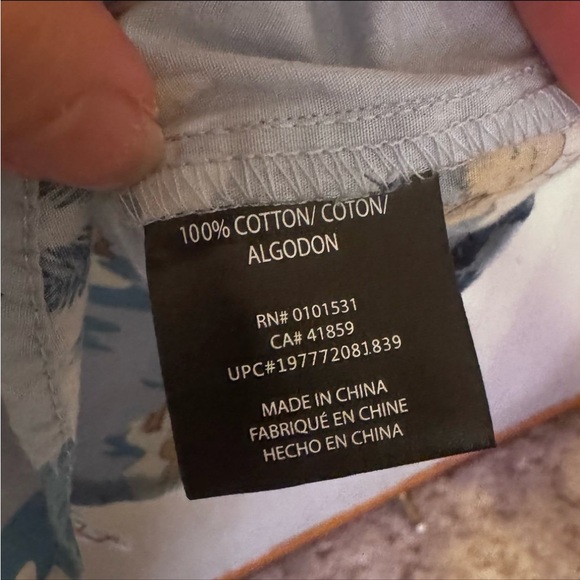 100% COTTON/ COTON/
ALGODON
RN# 0101531
CA# 41859
UPC#197772081839
MADE IN CHINA
FABRIQUÉ EN CHINE
HECHO EN CHINA